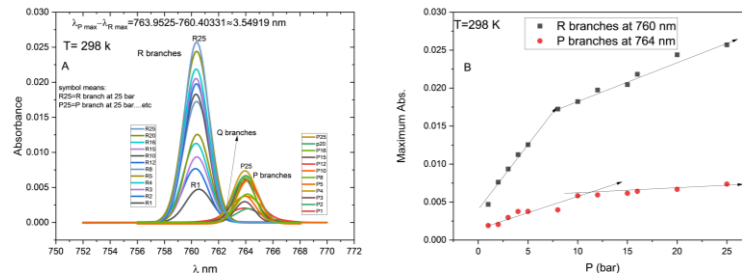 λP max−λR max=763.9525-760.40331≈3.54919 nm
T= 298 k
R25
R branches
A
symbol means:
R25=R branch at 25 bar
P25=P branch at 25 bar....etc
Q branches
P25
P branches
R1
R25
R20
R16
R15
R10
R12
R8
R5
R4
R3
R2
R1
P25
p20
P16
P15
P12
P10
P8
P5
P4
P3
P2
P1
Absorbance
0.030
0.025
0.020
0.015
0.010
0.005
0.000
750 752 754 756 758 760 762 764 766 768 770 772
λ nm
T=298 K
R branches at 760 nm
P branches at 764 nm
B
Maximum Abs.
0.030
0.025
0.020
0.015
0.010
0.005
0.000
0 5 10 15 20 25
P (bar)